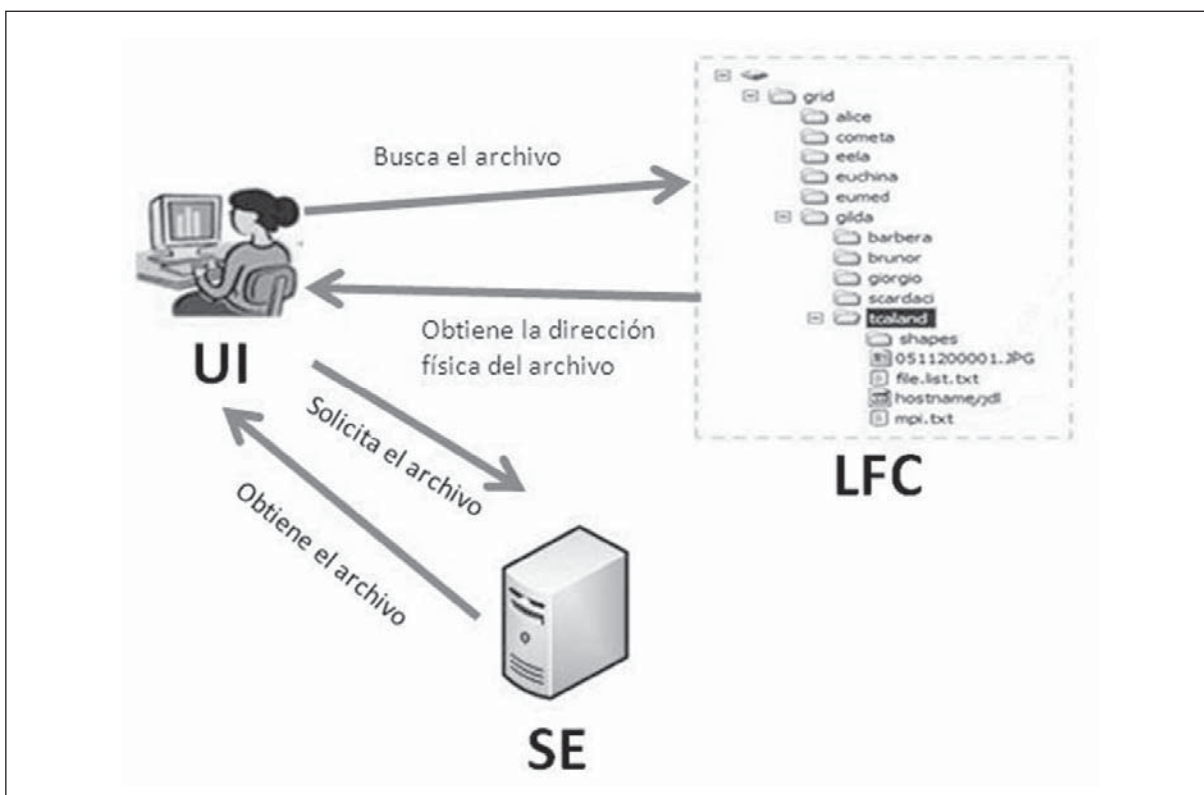 Busca el archivo
Obtiene la dirección
física del archivo
UI
Solicita el archivo
Obtiene el archivo
SE
grid
alice
cometa
eela
euchina
eumed
gilda
barbera
brunor
giorgio
scardaci
tcaland
shapes
0511200001.JPG
file.list.txt
hostname.jdl
mpi.txt
LFC